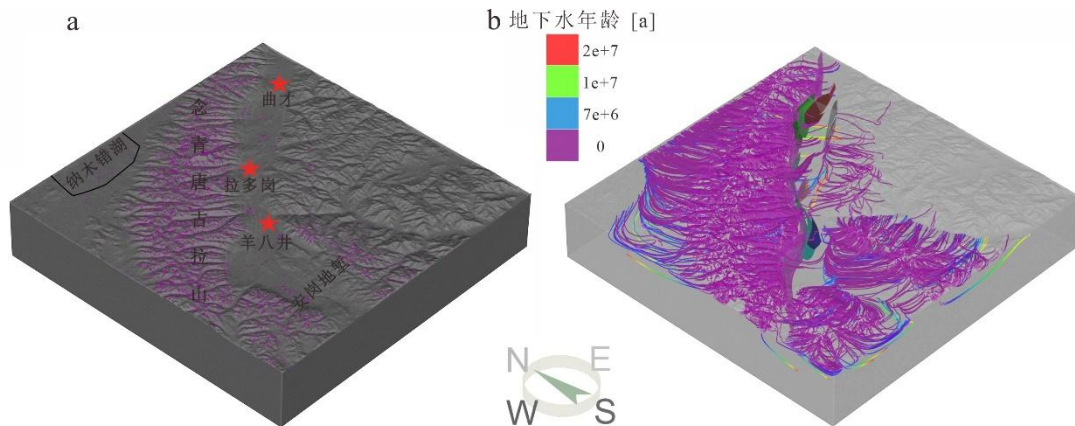 a
念青唐古拉山
纳木错湖
曲才
拉多岗
羊八井
安岗地堑
b 地下水年龄 [a]
2e+7
1e+7
7e+6
0
N E
W S